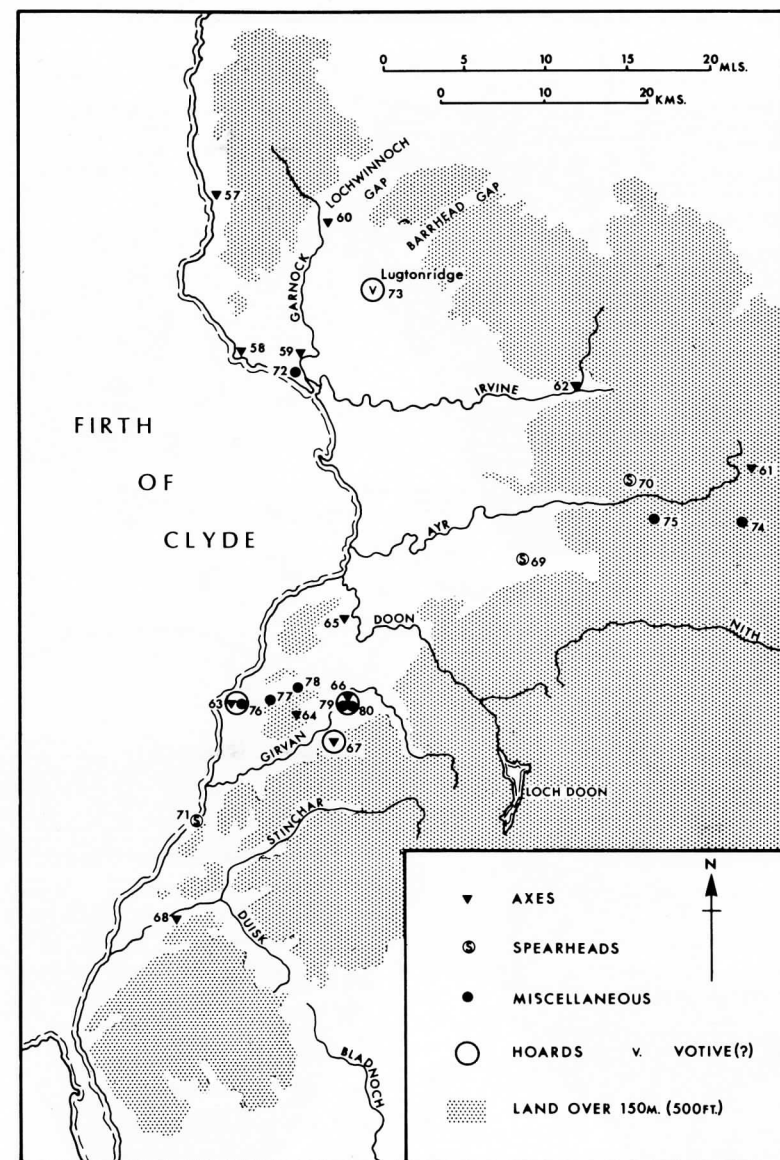 0 5 10 15 20 MLS.
0 10 20 KMS.
LOCHWINNOCH
GAP
57
60
BARRHEAD GAP
GARNOCK
Lugtonridge
V
73
58
59
72
IRVINE
62
FIRTH
OF
CLYDE
61
S 70
AYR
75
74
S 69
65
DOON
NITH
63
76
77
78
64
66
79
80
67
GIRVAN
LOCH DOON
71
S
STINCHAR
68
DUISK
BLADNOCH
N
AXES
S SPEARHEADS
MISCELLANEOUS
HOARDS V. VOTIVE(?)
LAND OVER 150M. (500FT.)